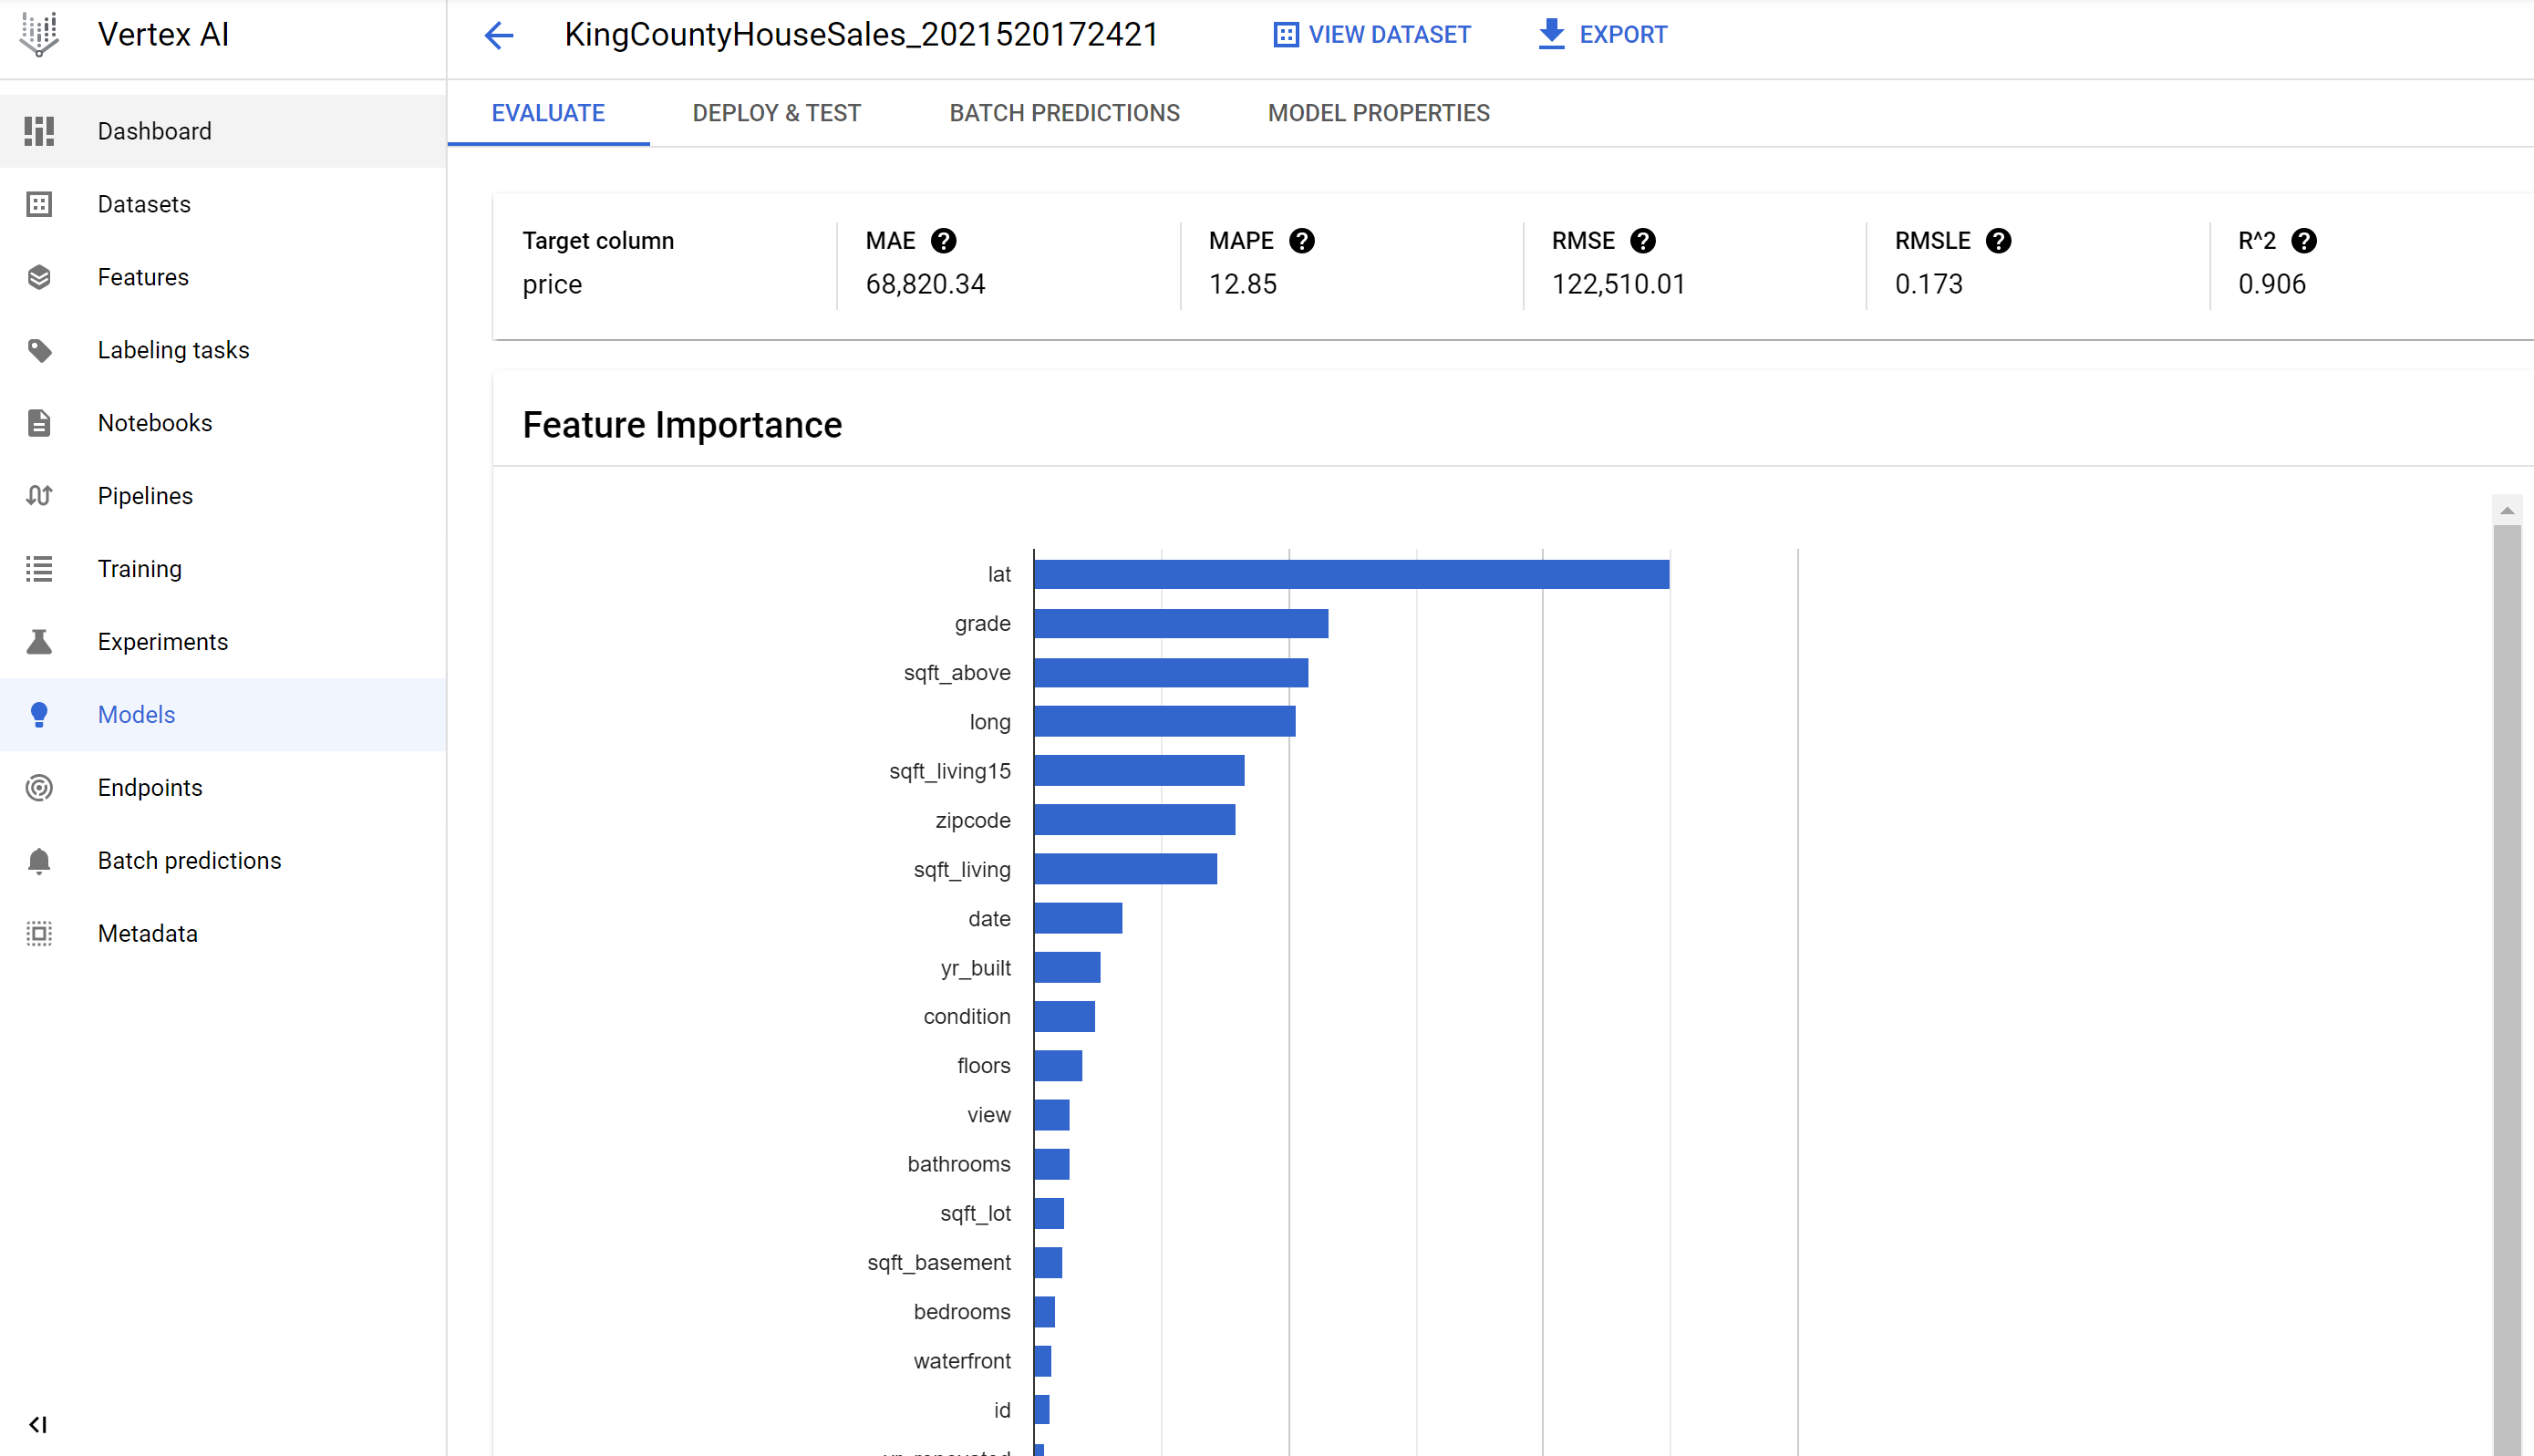 Vertex AI
KingCountyHouseSales_2021520172421
VIEW DATASET
EXPORT
Dashboard
Datasets
Features
Labeling tasks
Notebooks
Pipelines
Training
Experiments
Models
Endpoints
Batch predictions
Metadata
EVALUATE
DEPLOY & TEST
BATCH PREDICTIONS
MODEL PROPERTIES
Target column
price
MAE ?
68,820.34
MAPE ?
12.85
RMSE ?
122,510.01
RMSLE ?
0.173
R^2 ?
0.906
Feature Importance
lat
grade
sqft_above
long
sqft_living15
zipcode
sqft_living
date
yr_built
condition
floors
view
bathrooms
sqft_lot
sqft_basement
bedrooms
waterfront
id